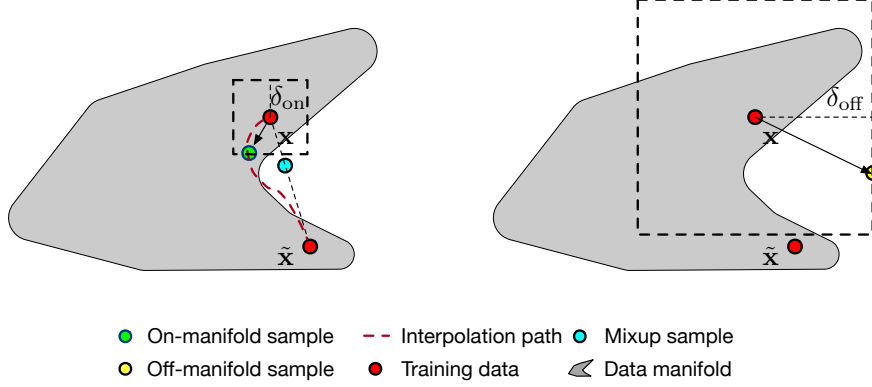 δon
x
x̃
δoff
x
x̃
On-manifold sample
Interpolation path
Mixup sample
Off-manifold sample
Training data
Data manifold